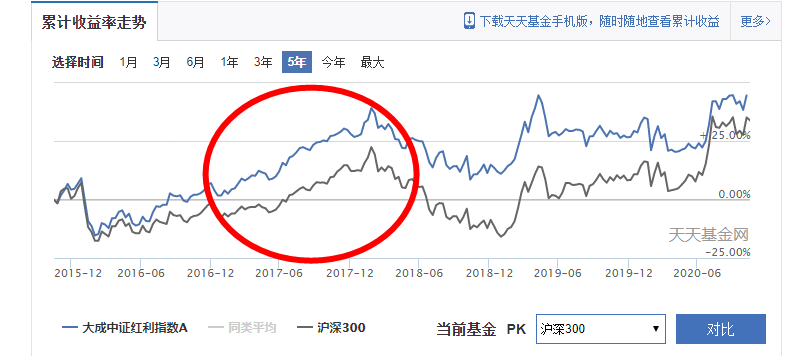 累计收益率走势
下载天天基金手机版，随时随地查看累计收益 更多>
选择时间 1月 3月 6月 1年 3年 5年 今年 最大
+25.00%
0.00%
天天基金网
-25.00%
2015-12 2016-06 2016-12 2017-06 2017-12 2018-06 2018-12 2019-06 2019-12 2020-06
大成中证红利指数A 同类平均 沪深300 当前基金 PK 沪深300 对比